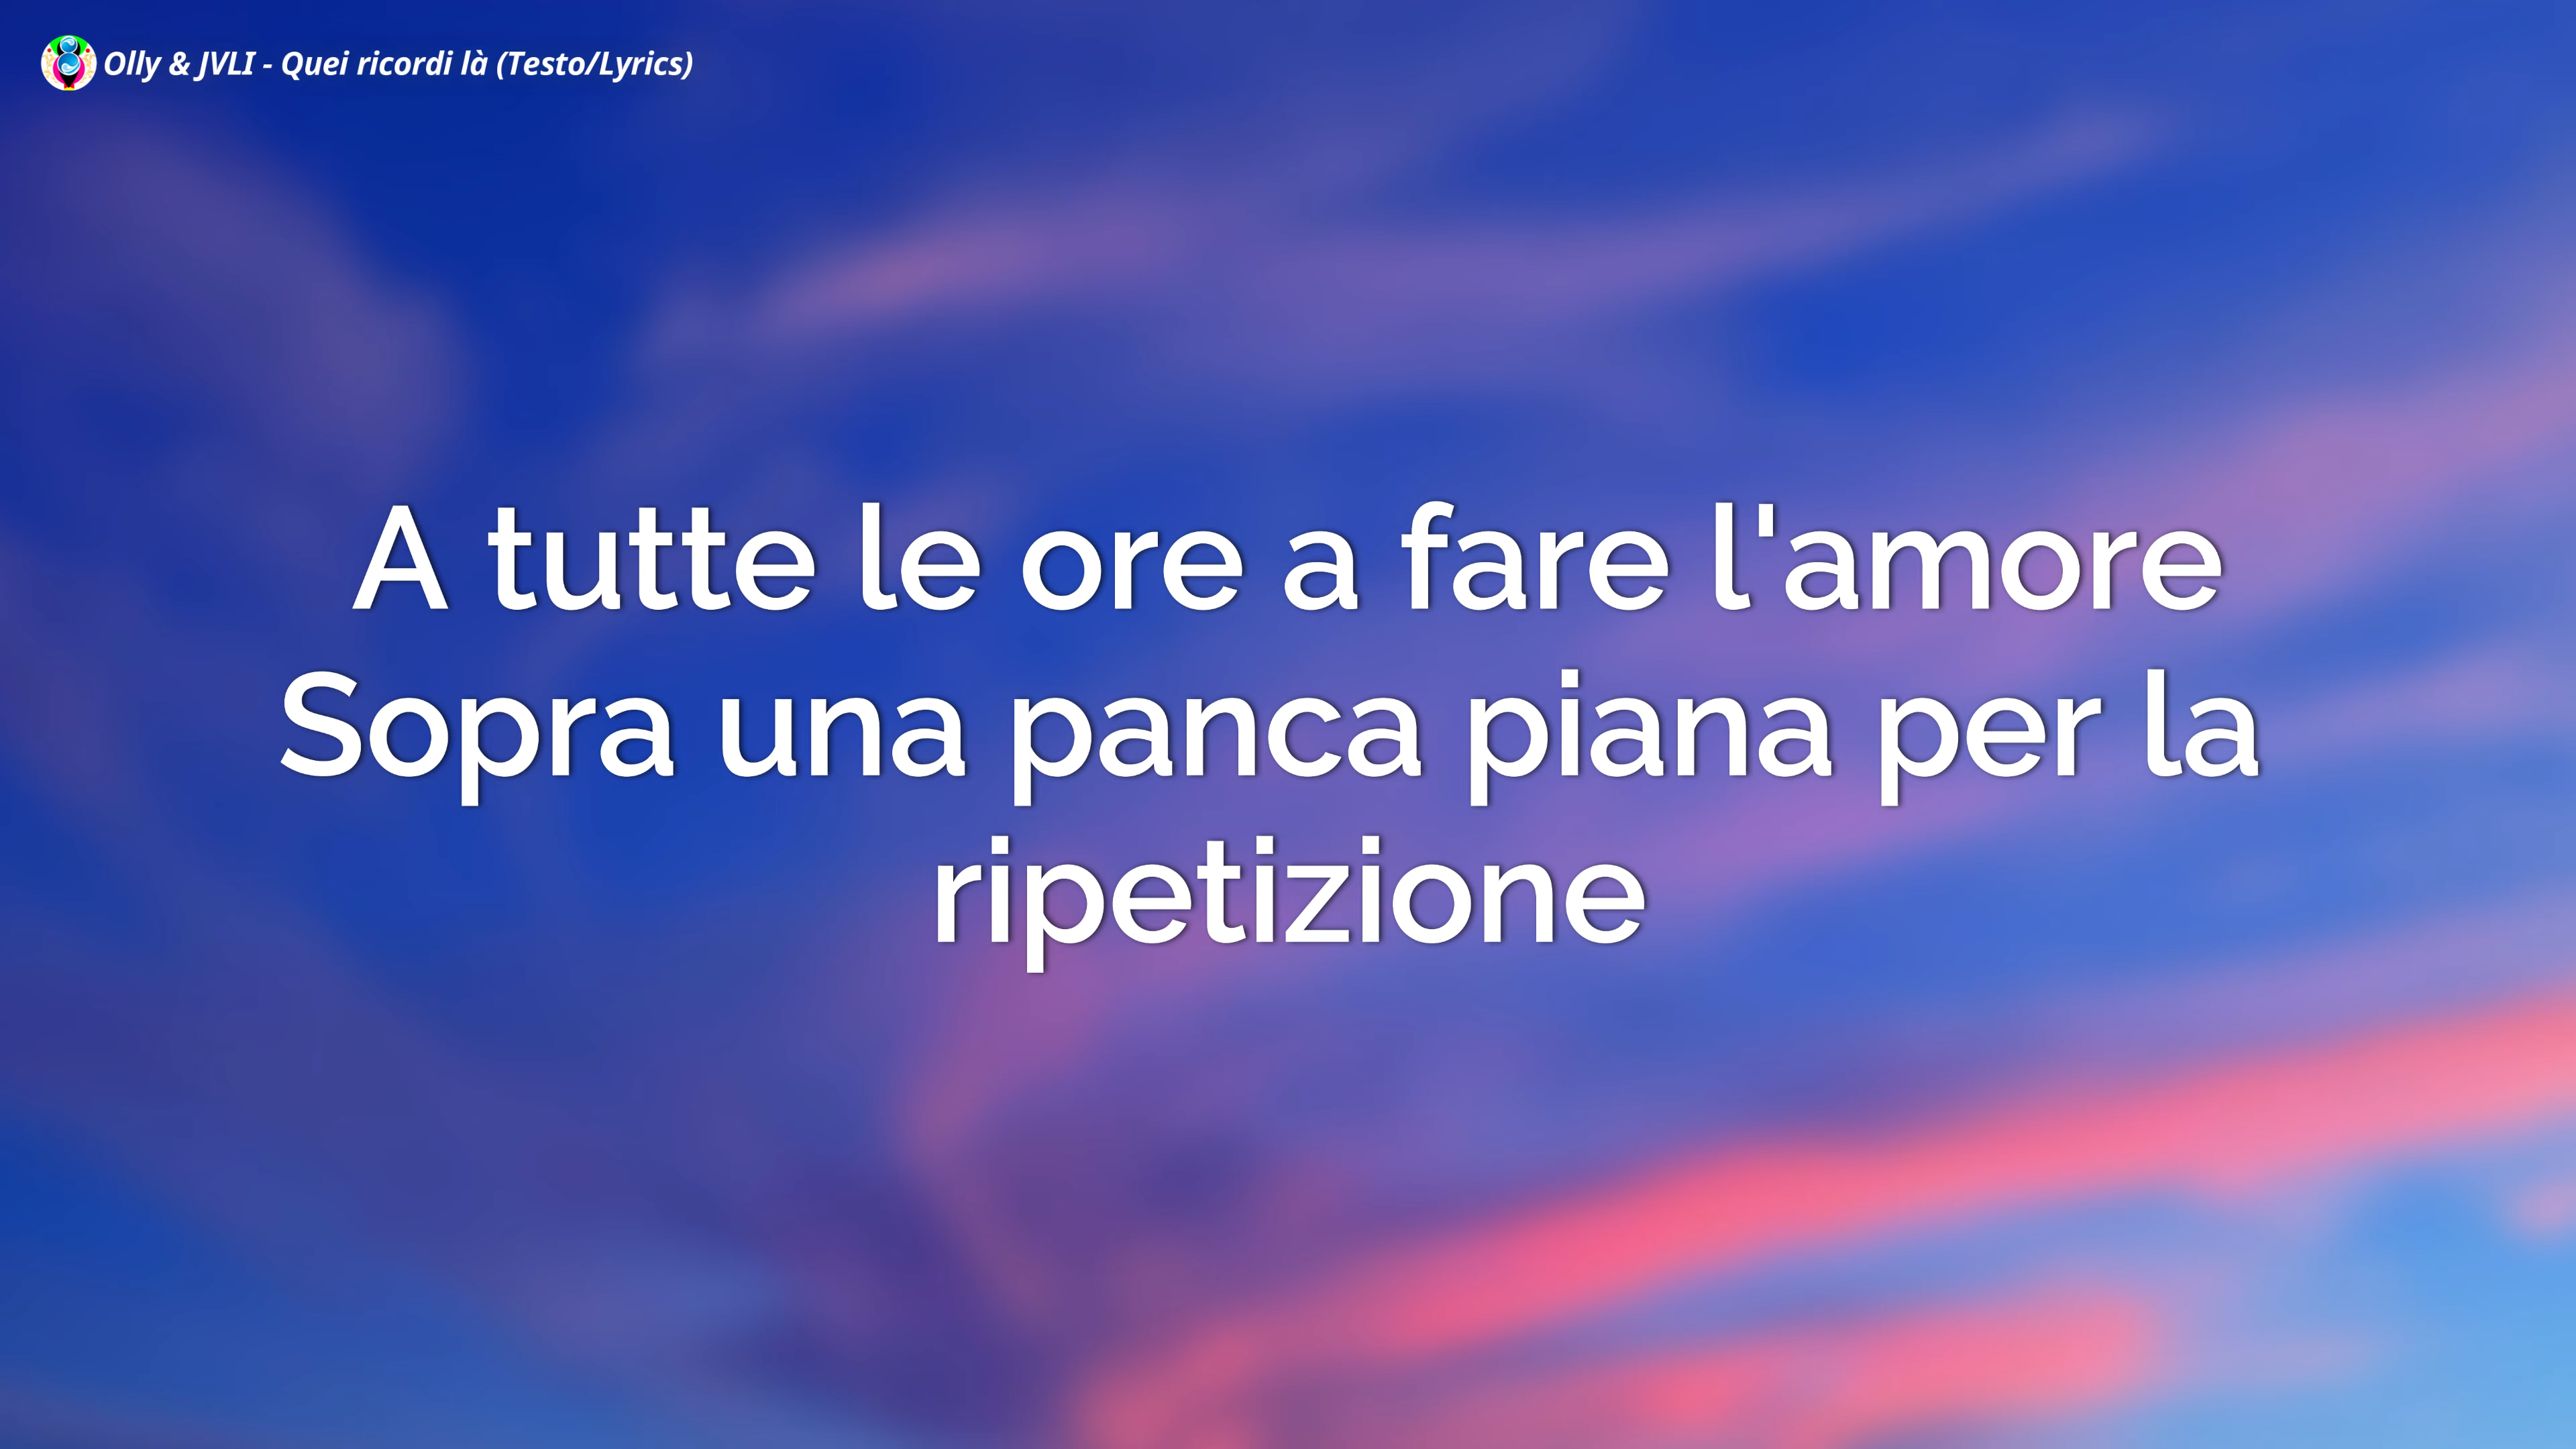 Olly & JVLI - Quei ricordi là (Testo/Lyrics)
A tutte le ore a fare l'amore
Sopra una panca piana per la
ripetizione